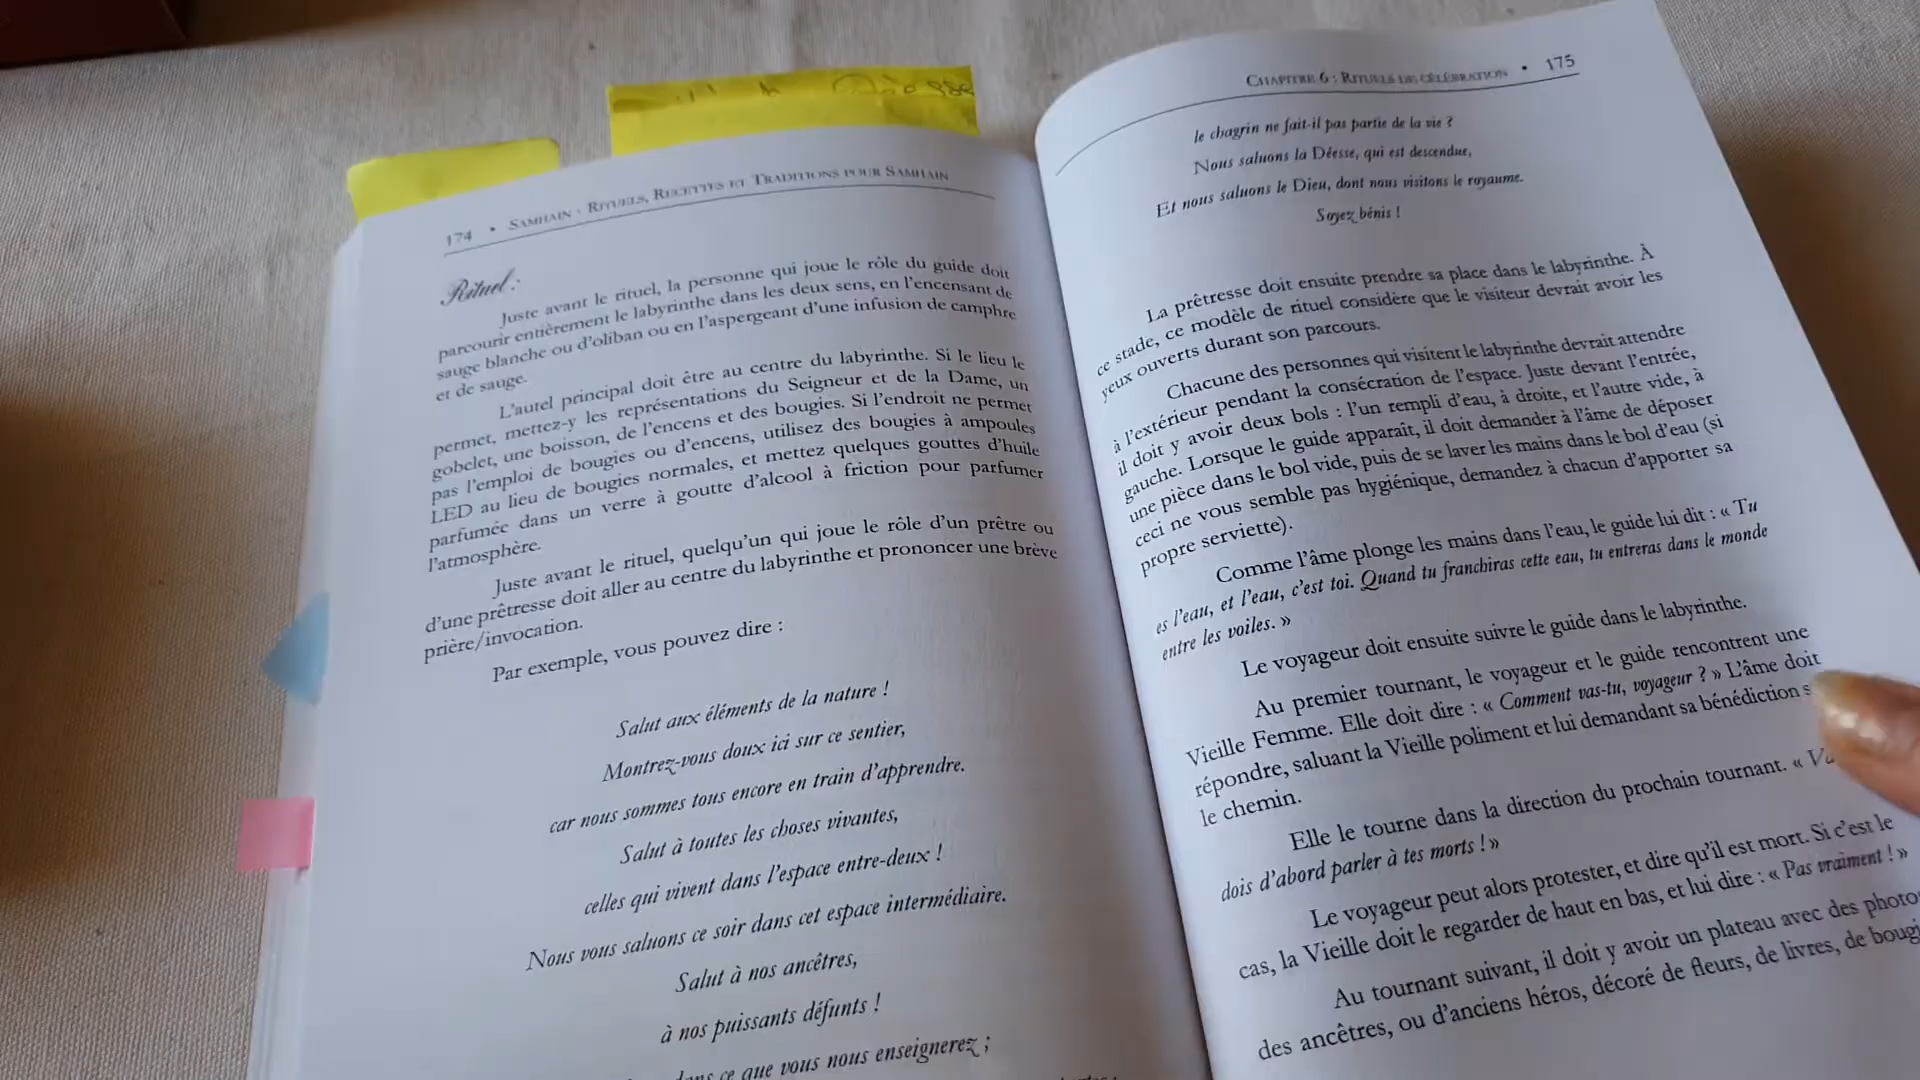 174 • Samhain - Rituels, Recettes et Traditions pour Samhain
Rituel :
Juste avant le rituel, la personne qui joue le rôle du guide doit
parcourir entièrement le labyrinthe dans les deux sens, en l'encensant de
sauge blanche ou d'oliban ou en l'aspergeant d'une infusion de camphre
et de sauge.
L'autel principal doit être au centre du labyrinthe. Si le lieu le
permet, mettez-y les représentations du Seigneur et de la Dame, un
gobelet, une boisson, de l'encens et des bougies. Si l'endroit ne permet
pas l'emploi de bougies ou d'encens, utilisez des bougies à ampoules
LED au lieu de bougies normales, et mettez quelques gouttes d'huile
parfumée dans un verre à goutte d'alcool à friction pour parfumer
l'atmosphère.
Juste avant le rituel, quelqu'un qui joue le rôle d'un prêtre ou
d'une prêtresse doit aller au centre du labyrinthe et prononcer une brève
prière/invocation.
Par exemple, vous pouvez dire :
Salut aux éléments de la nature !
Montrez-vous doux ici sur ce sentier,
car nous sommes tous encore en train d'apprendre.
Salut à toutes les choses vivantes,
celles qui vivent dans l'espace entre-deux !
Nous vous saluons ce soir dans cet espace intermédiaire.
Salut à nos ancêtres,
à nos puissants défunts !
ce que vous nous enseignerez ;
Chapitre 6 : Rituels de célébration • 175
le chagrin ne fait-il pas partie de la vie ?
Nous saluons la Déesse, qui est descendue,
Et nous saluons le Dieu, dont nous visitons le royaume.
Soyez bénis !
La prêtresse doit ensuite prendre sa place dans le labyrinthe. À
ce stade, ce modèle de rituel considère que le visiteur devrait avoir les
yeux ouverts durant son parcours.
Chacune des personnes qui visitent le labyrinthe devrait attendre
à l'extérieur pendant la consécration de l'espace. Juste devant l'entrée,
il doit y avoir deux bols : l'un rempli d'eau, à droite, et l'autre vide, à
gauche. Lorsque le guide apparaît, il doit demander à l'âme de déposer
une pièce dans le bol vide, puis de se laver les mains dans le bol d'eau (si
ceci ne vous semble pas hygiénique, demandez à chacun d'apporter sa
propre serviette).
Comme l'âme plonge les mains dans l'eau, le guide lui dit : « Tu
es l'eau, et l'eau, c'est toi. Quand tu franchiras cette eau, tu entreras dans le monde
entre les voiles. »
Le voyageur doit ensuite suivre le guide dans le labyrinthe.
Au premier tournant, le voyageur et le guide rencontrent une
Vieille Femme. Elle doit dire : « Comment vas-tu, voyageur ? » L'âme doit
répondre, saluant la Vieille poliment et lui demandant sa bénédiction s
le chemin.
Elle le tourne dans la direction du prochain tournant. «
dois d'abord parler à tes morts ! »
Le voyageur peut alors protester, et dire qu'il est mort. Si c'est le
cas, la Vieille doit le regarder de haut en bas, et lui dire : « Pas vraiment ! »
Au tournant suivant, il doit y avoir un plateau avec des photo
des ancêtres, ou d'anciens héros, décoré de fleurs, de livres, de bougi